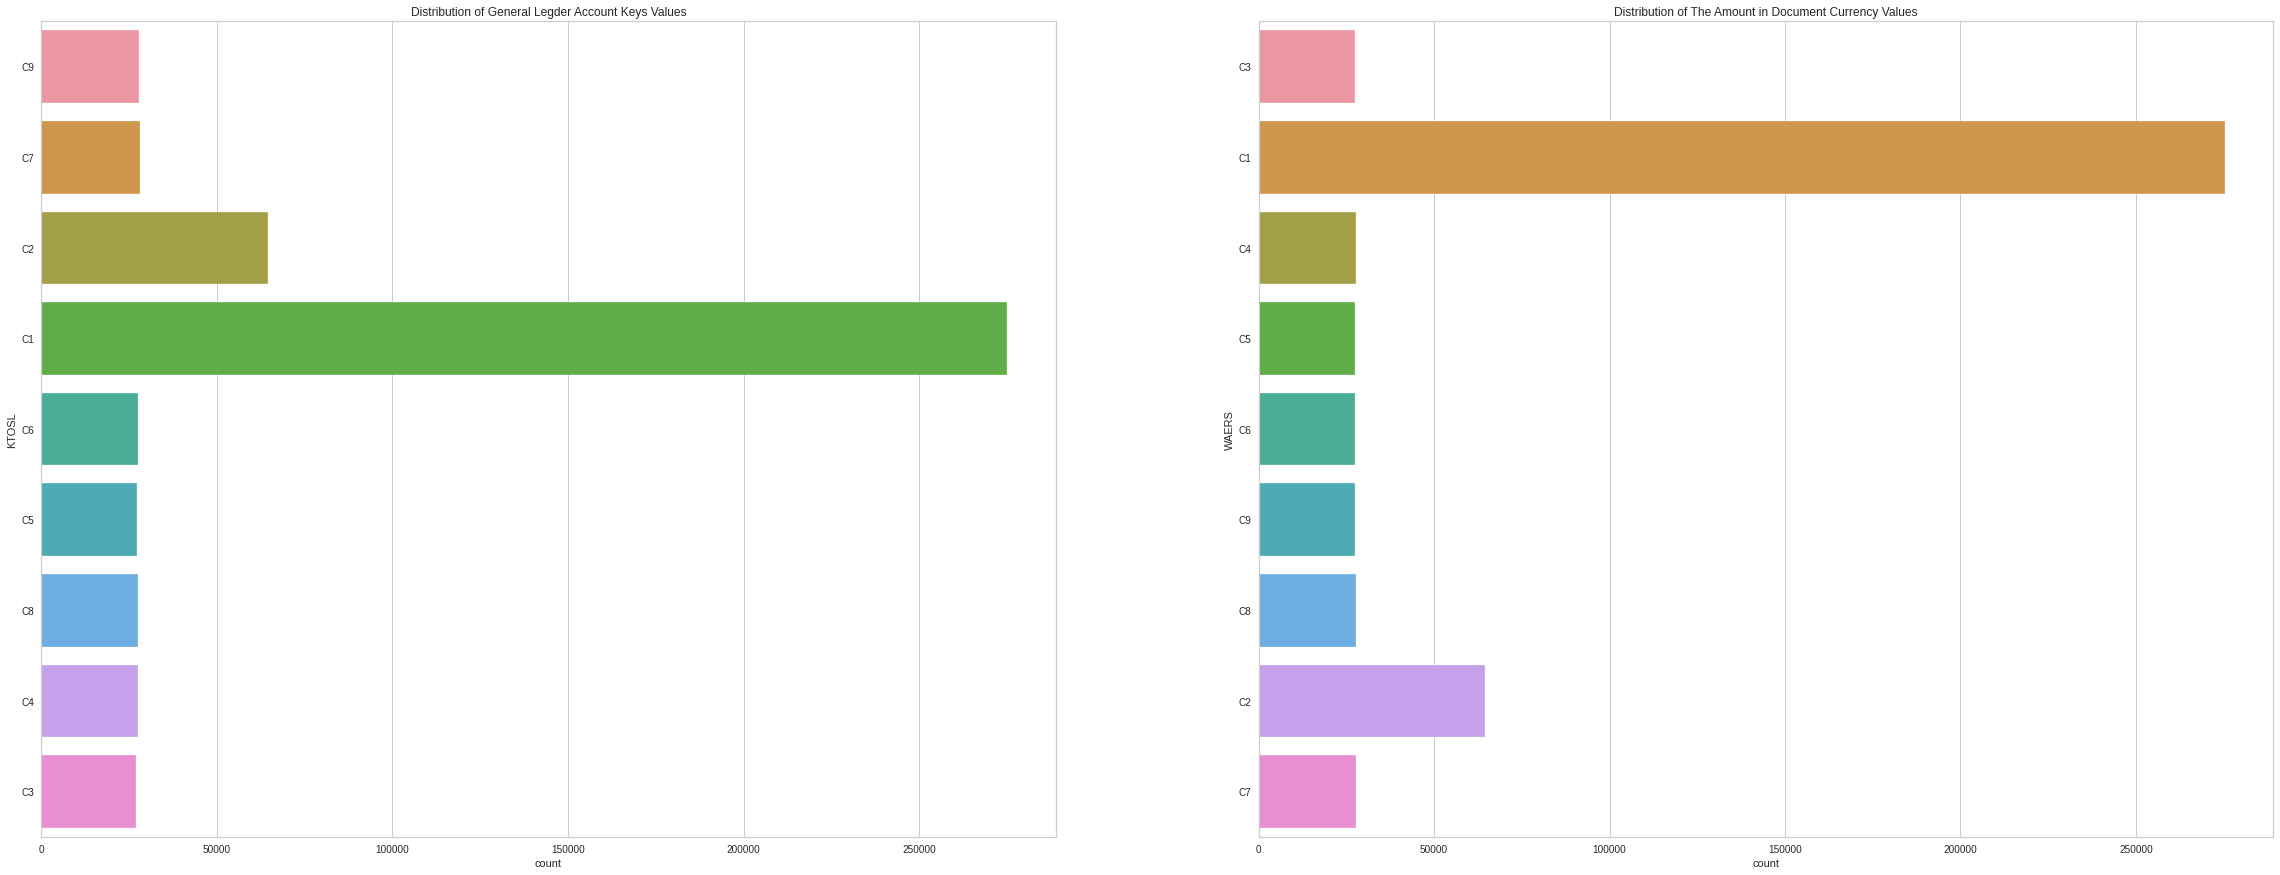 Distribution of General Legder Account Keys Values
C9
C7
C2
C1
C6
C5
C8
C4
C3
KTOSL
0 50000 100000 150000 200000 250000
count
Distribution of The Amount in Document Currency Values
C3
C1
C4
C5
C6
C9
C8
C2
C7
WAERS
0 50000 100000 150000 200000 250000
count